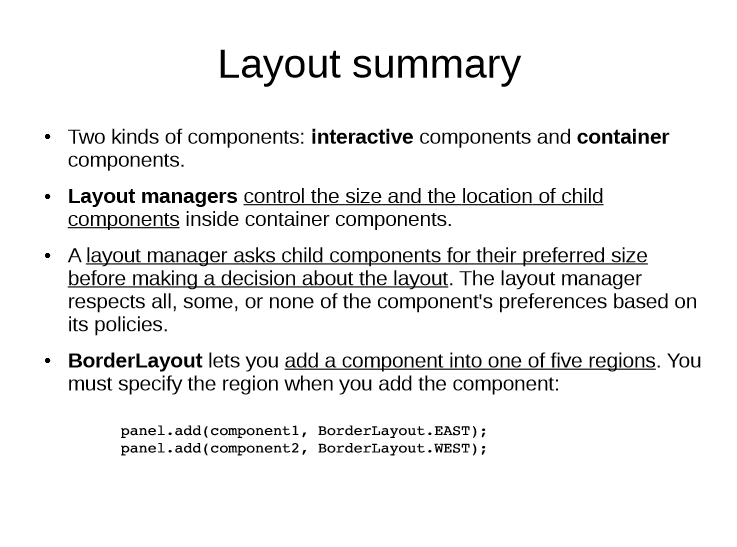 Layout summary
• Two kinds of components: interactive components and container
components.
• Layout managers control the size and the location of child
components inside container components.
• A layout manager asks child components for their preferred size
before making a decision about the layout. The layout manager
respects all, some, or none of the component's preferences based on
its policies.
• BorderLayout lets you add a component into one of five regions. You
must specify the region when you add the component:
panel.add(component1, BorderLayout.EAST);
panel.add(component2, BorderLayout.WEST);